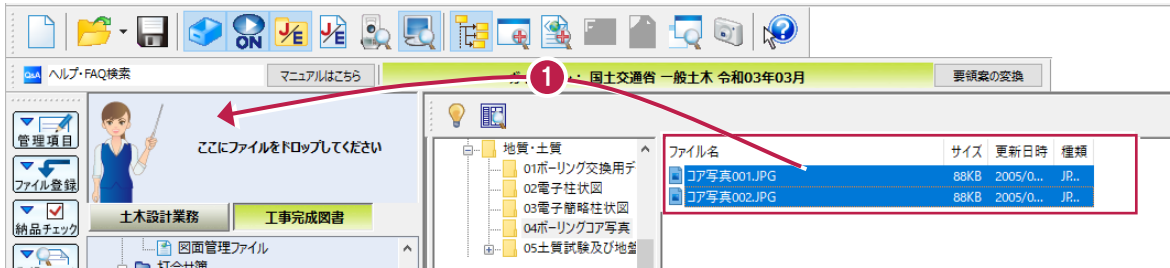 ON
J/E
J/E
Q&A ヘルプ・FAQ検索
マニュアルはこちら
国土交通省 一般土木 令和03年03月
要領案の変換
1
管理項目
ファイル登録
納品チェック
ここにファイルをドロップしてください
土木設計業務
工事完成図書
図面管理ファイル
打合せ簿
地質・土質
01ボーリング交換用デ
02電子柱状図
03電子簡略柱状図
04ボーリングコア写真
05土質試験及び地盤
ファイル名 サイズ 更新日時 種類
コア写真001.JPG 88KB 2005/0... JP...
コア写真002.JPG 88KB 2005/0... JP...